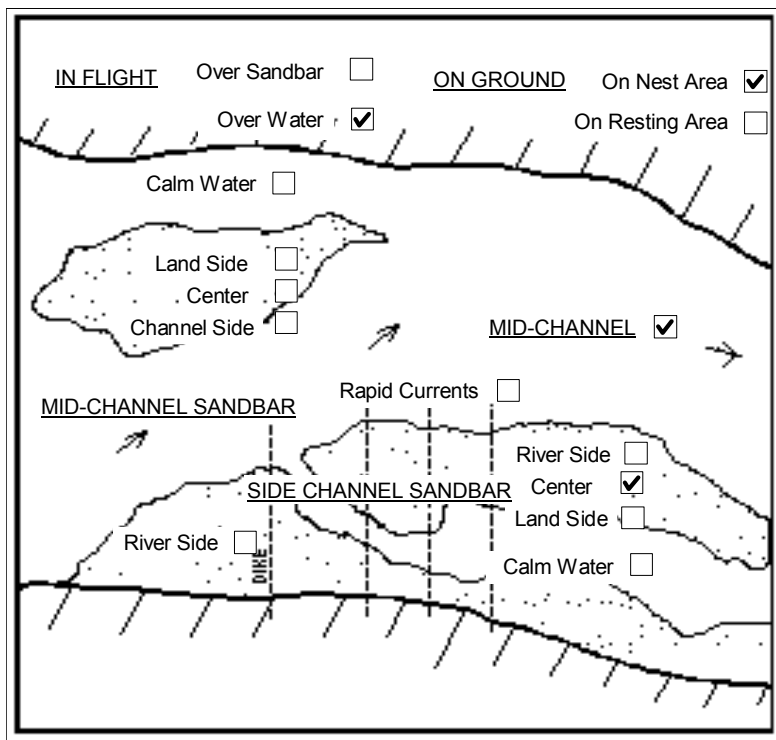 IN FLIGHT
Over Sandbar
ON GROUND
On Nest Area
Over Water
On Resting Area
Calm Water
Land Side
Center
Channel Side
MID-CHANNEL
Rapid Currents
MID-CHANNEL SANDBAR
River Side
SIDE CHANNEL SANDBAR
Center
Land Side
River Side
DIKE
Calm Water